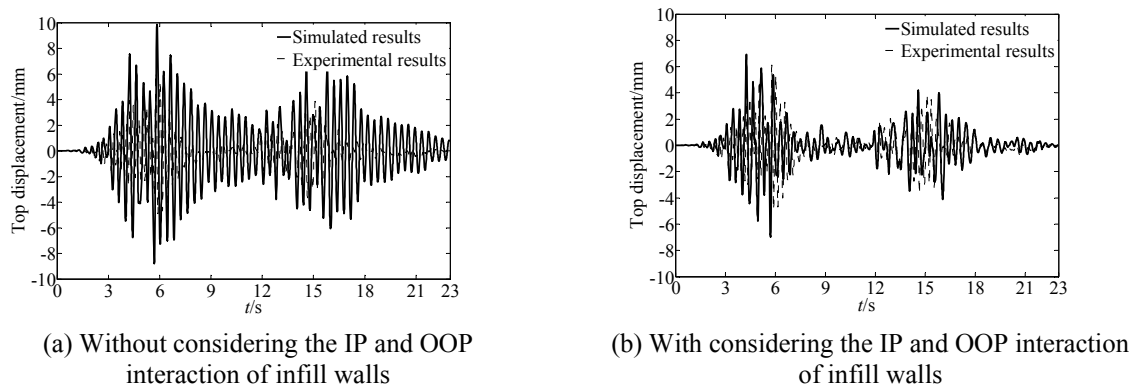 10
8
6
4
2
0
-2
-4
-6
-8
-10
Top displacement/mm
Simulated results
Experimental results
0 3 6 9 12 15 18 21 23
t/s
(a) Without considering the IP and OOP
interaction of infill walls
10
8
6
4
2
0
-2
-4
-6
-8
-10
Top displacement/mm
Simulated results
Experimental results
0 3 6 9 12 15 18 21 23
t/s
(b) With considering the IP and OOP interaction
of infill walls